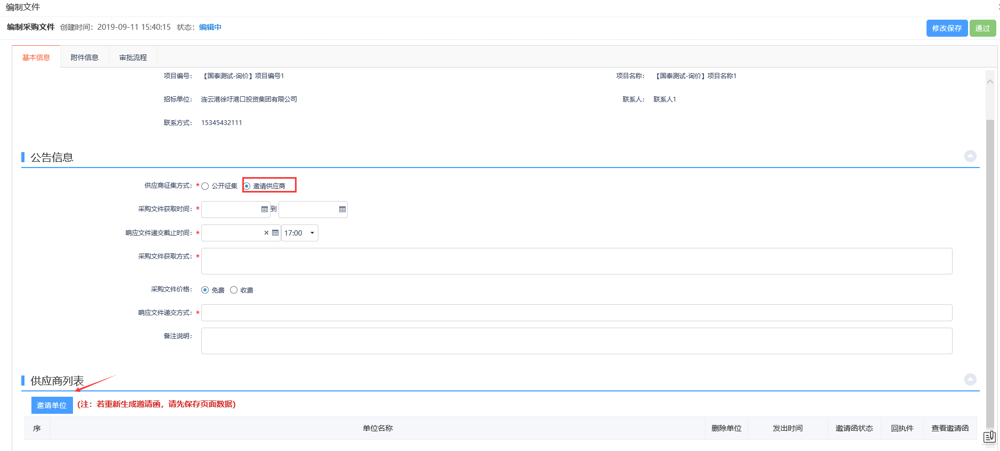 编制文件
编制采购文件 创建时间：2019-09-11 15:40:15 状态：编辑中 修改保存 通过
基本信息 附件信息 审批流程
项目编号： 【国泰测试-询价】项目编号1 项目名称： 【国泰测试-询价】项目名称1
招标单位： 连云港徐圩港口投资集团有限公司 联系人： 联系人1
联系方式： 15345432111
公告信息
供应商征集方式： * 公开征集 邀请供应商
采购文件获取时间： * 到
响应文件递交截止时间： * 17:00
采购文件获取方式： *
采购文件价格： 免费 收费
响应文件递交方式： *
备注说明：
供应商列表
邀请单位 (注：若重新生成邀请函，请先保存页面数据)
序 单位名称 删除单位 发出时间 邀请函状态 回执件 查看邀请函